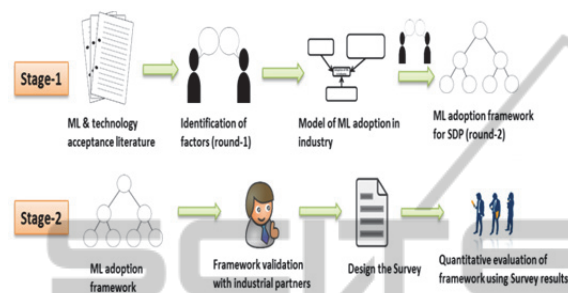 Stage-1
ML & technology
acceptance literature
Identification of
factors (round-1)
Model of ML adoption in
industry
ML adoption framework
for SDP (round-2)
Stage-2
ML adoption
framework
Framework validation
with industrial partners
Design the Survey
Quantitative evaluation of
framework using Survey results